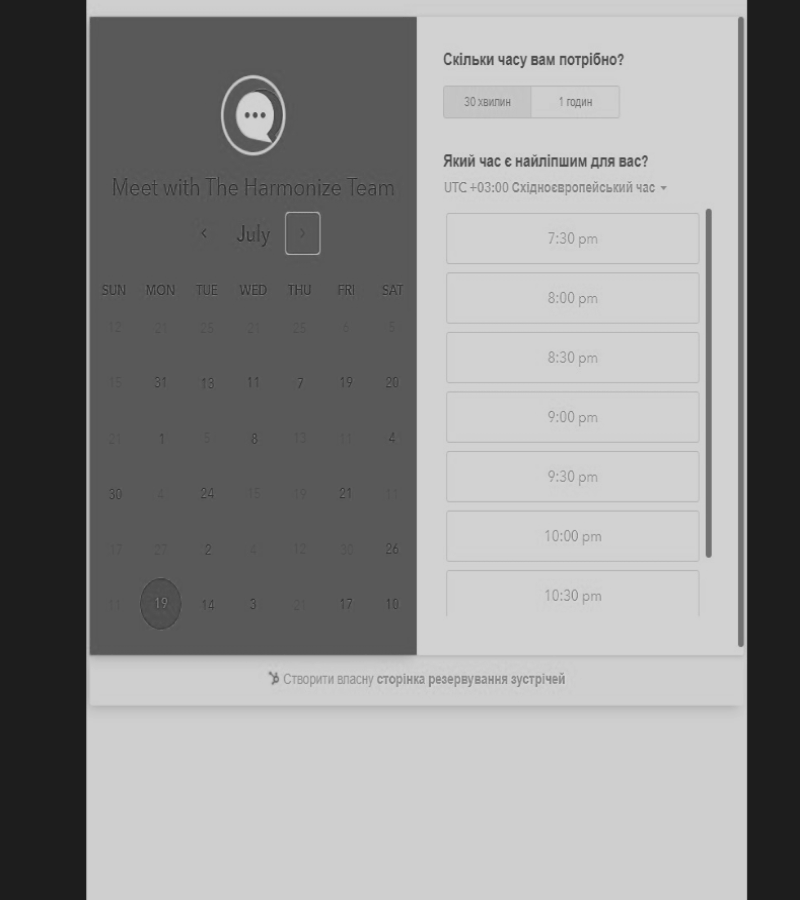 Meet with The Harmonize Team
July
SUN MON TUE WED THU FRI SAT
12 21 25 21 25 6 5
15 31 13 11 7 19 20
21 1 5 8 13 11 4
30 4 24 15 19 21 11
17 27 2 4 12 30 26
11 19 14 3 21 17 10
Скільки часу вам потрібно?
30 хвилин 1 годин
Який час є найліпшим для вас?
UTC +03:00 Східноєвропейський час
7:30 pm
8:00 pm
8:30 pm
9:00 pm
9:30 pm
10:00 pm
10:30 pm
Створити власну сторінка резервування зустрічей